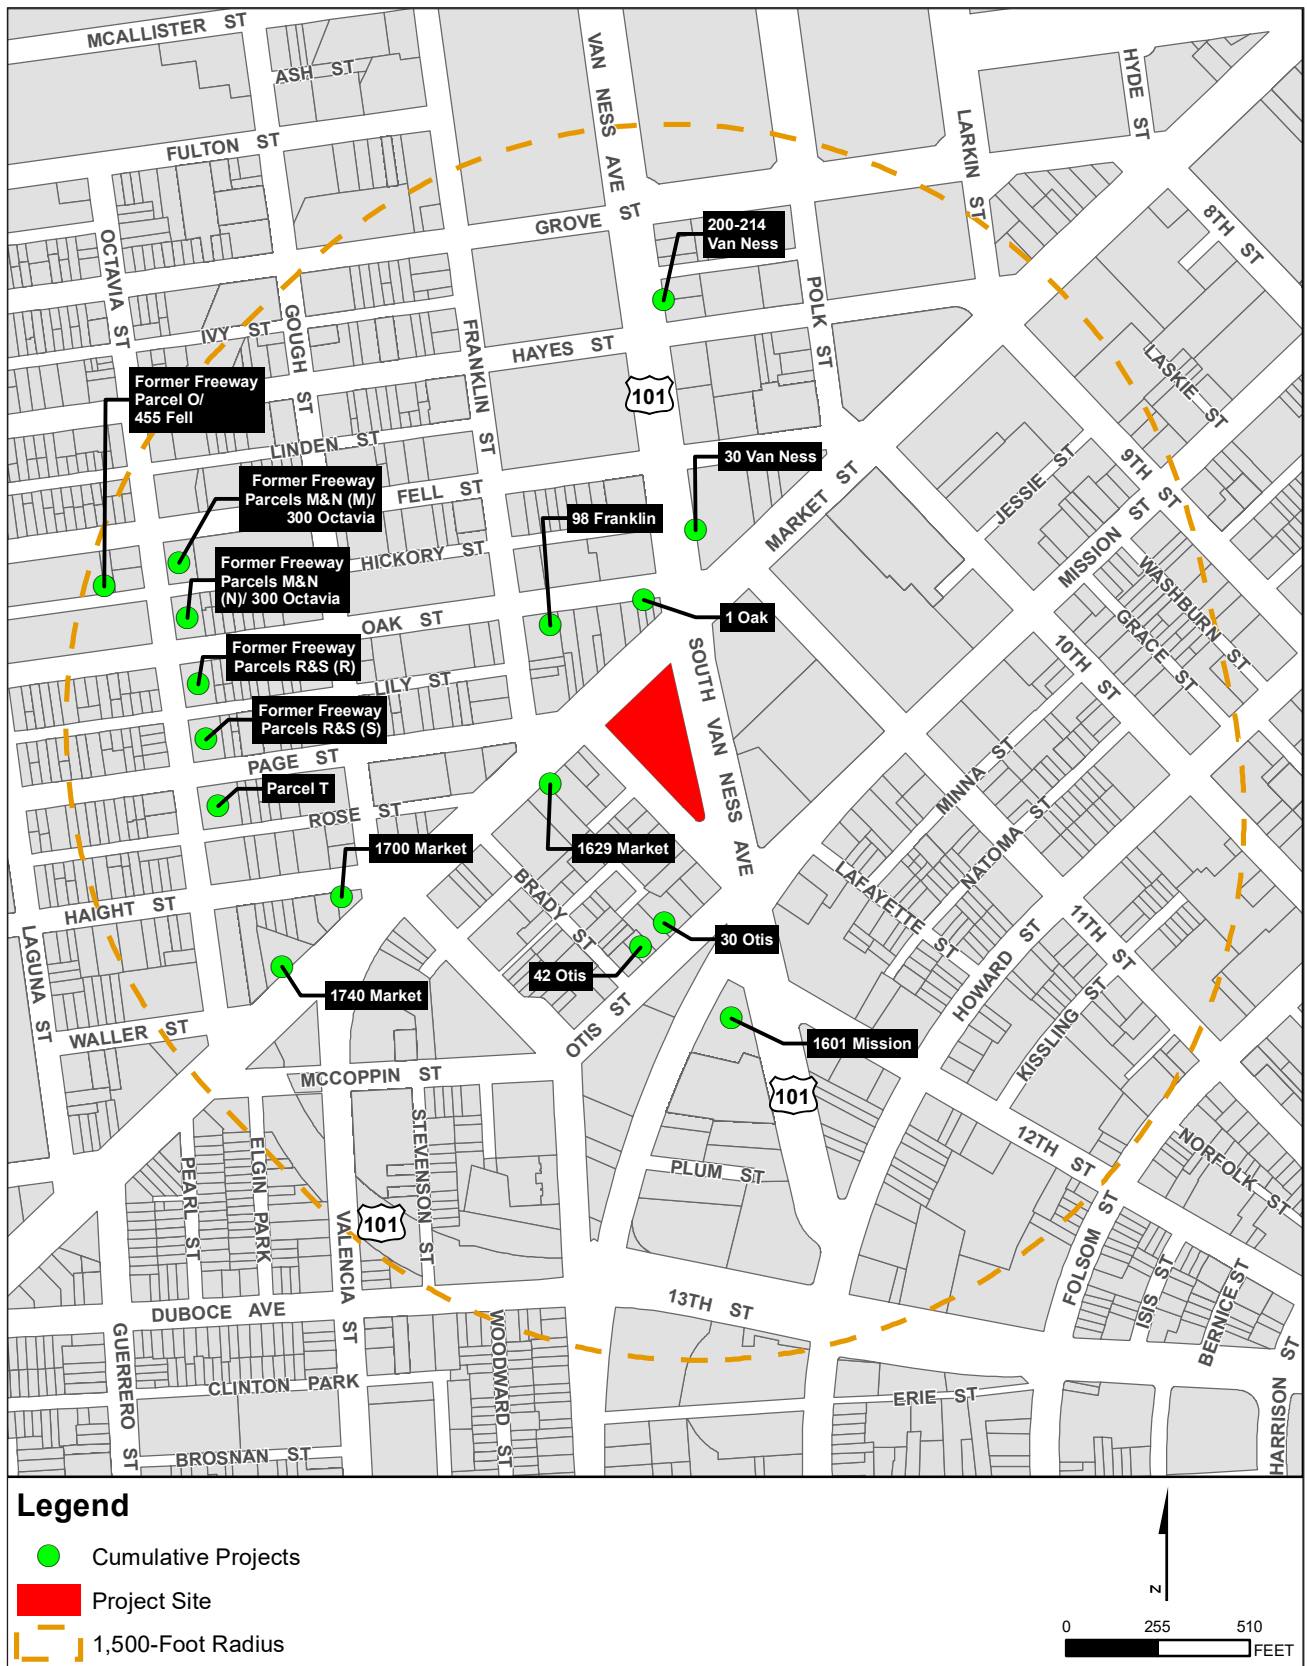 MCALLISTER ST
ASH ST
VAN NESS AVE
HYDE ST
LARKIN ST
FULTON ST
GROVE ST
8TH ST
200-214
Van Ness
OCTAVIA ST
IVY ST
GOUGH ST
FRANKLIN ST
HAYES ST
POLK ST
LASKIE ST
101
Former Freeway
Parcel O/
455 Fell
LINDEN ST
30 Van Ness
9TH ST
JESSIE ST
MARKET ST
FELL ST
Former Freeway
Parcels M&N (M)/
300 Octavia
98 Franklin
MISSION ST
HICKORY ST
Former Freeway
Parcels M&N
(N)/ 300 Octavia
WASHBURN ST
GRACE ST
1 Oak
OAK ST
10TH ST
Former Freeway
Parcels R&S (R)
LILY ST
SOUTH VAN NESS AVE
Former Freeway
Parcels R&S (S)
PAGE ST
MINNA ST
Parcel T
ROSE ST
NATOMA ST
1700 Market
1629 Market
BRADY ST
LAFAYETTE ST
HAIGHT ST
11TH ST
LAGUNA ST
30 Otis
42 Otis
HOWARD ST
1740 Market
OTIS ST
KISSLING ST
WALLER ST
1601 Mission
MCCOPPIN ST
101
STEVENSON ST
12TH ST
NORFOLK ST
PEARL ST
ELGIN PARK
PLUM ST
101
VALENCIA ST
FOLSOM ST
ISIS ST
BERNICE ST
13TH ST
DUBOCE AVE
GUERRERO ST
WOODWARD ST
CLINTON PARK
ERIE ST
HARRISON ST
BROSNAN ST
Legend
Cumulative Projects
Project Site
1,500-Foot Radius
N
0 255 510
FEET